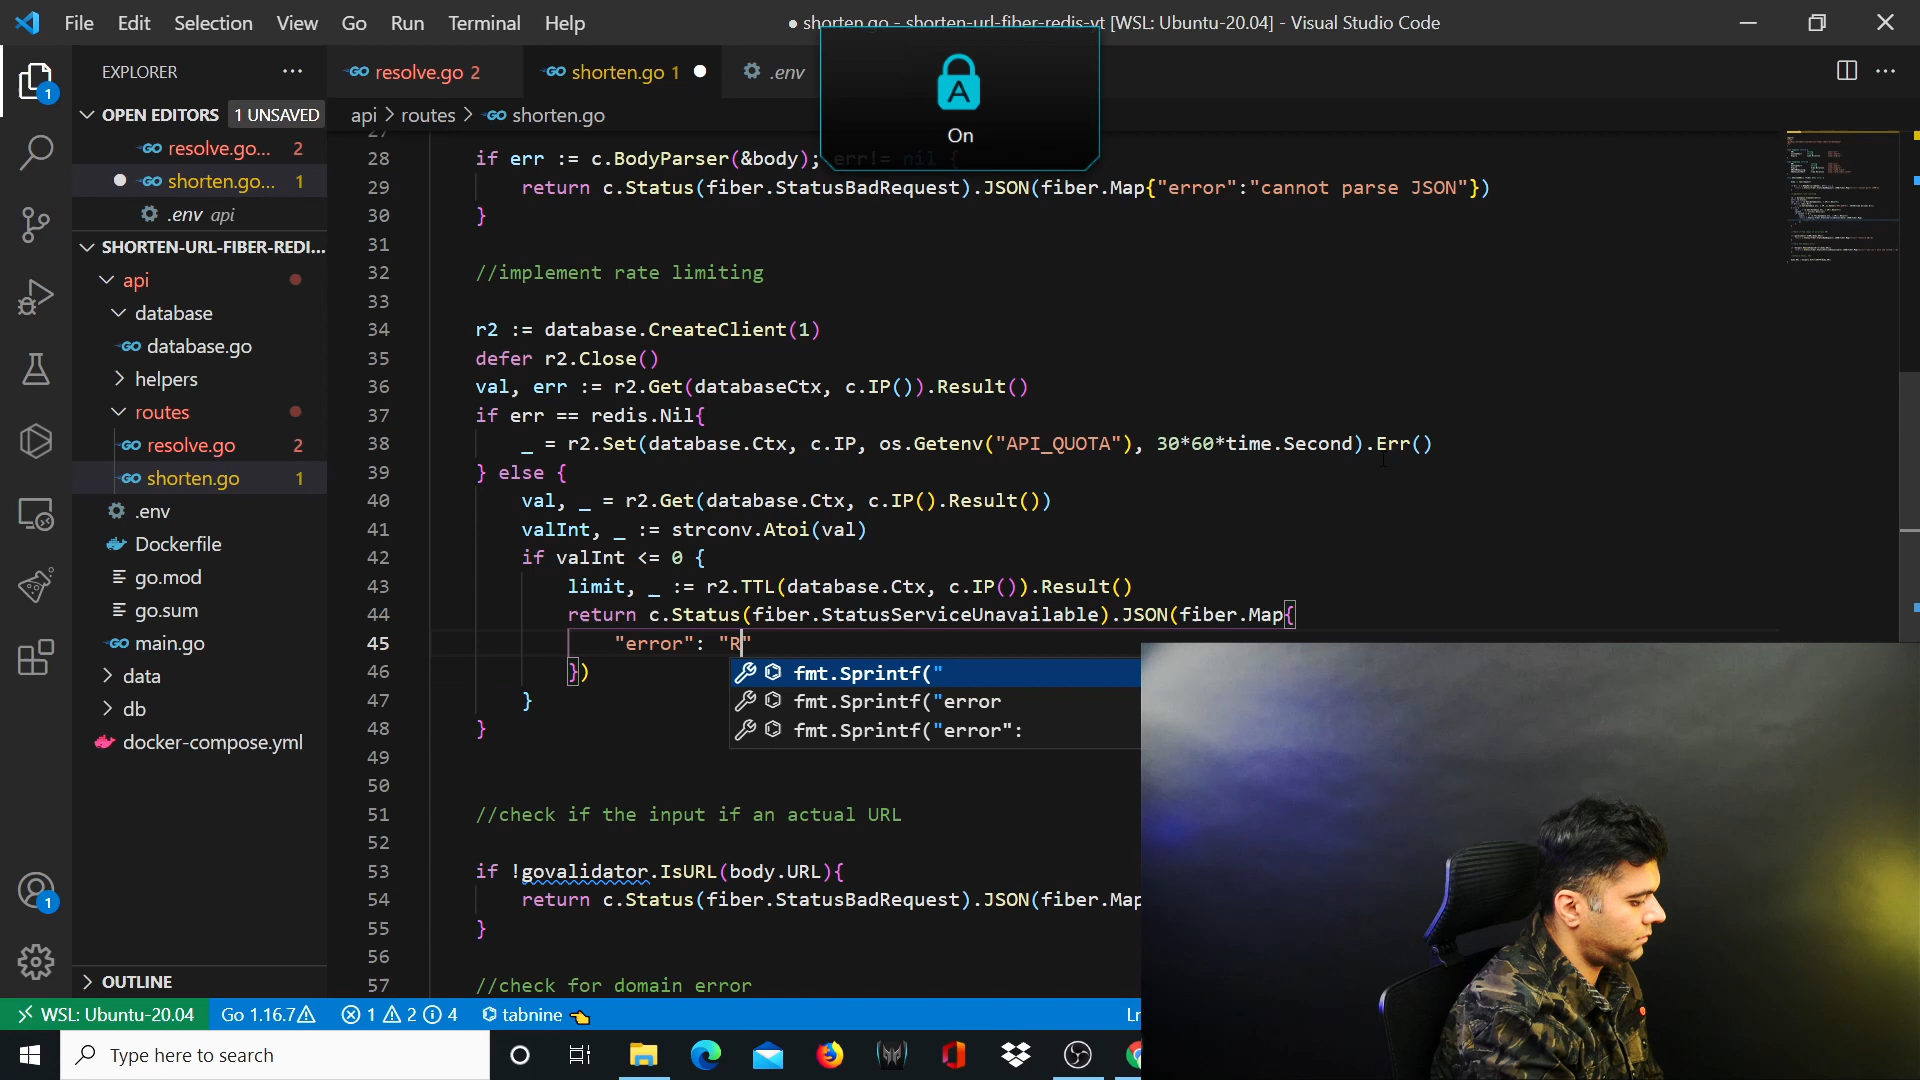 File Edit Selection View Go Run Terminal Help
● shorten.go - shorten-url-fiber-redis-yt [WSL: Ubuntu-20.04] - Visual Studio Code
A
On
EXPLORER
resolve.go 2
shorten.go 1
.env
OPEN EDITORS 1 UNSAVED
resolve.go... 2
shorten.go... 1
.env api
SHORTEN-URL-FIBER-REDI...
api
database
database.go
helpers
routes
resolve.go 2
shorten.go 1
.env
Dockerfile
go.mod
go.sum
main.go
data
db
docker-compose.yml
OUTLINE
1
1
api > routes > shorten.go
27
28 if err := c.BodyParser(&body); err!= nil {
29 return c.Status(fiber.StatusBadRequest).JSON(fiber.Map{"error":"cannot parse JSON"})
30 }
31
32 //implement rate limiting
33
34 r2 := database.CreateClient(1)
35 defer r2.Close()
36 val, err := r2.Get(databaseCtx, c.IP()).Result()
37 if err == redis.Nil{
38 _ = r2.Set(database.Ctx, c.IP, os.Getenv("API_QUOTA"), 30*60*time.Second).Err()
39 } else {
40 val, _ = r2.Get(database.Ctx, c.IP().Result())
41 valInt, _ := strconv.Atoi(val)
42 if valInt <= 0 {
43 limit, _ := r2.TTL(database.Ctx, c.IP()).Result()
44 return c.Status(fiber.StatusServiceUnavailable).JSON(fiber.Map{
45 "error": "R"
46 })
47 }
48 }
49
50
51 //check if the input if an actual URL
52
53 if !govalidator.IsURL(body.URL){
54 return c.Status(fiber.StatusBadRequest).JSON(fiber.Map
55 }
56
57 //check for domain error
fmt.Sprintf("
fmt.Sprintf("error
fmt.Sprintf("error":
WSL: Ubuntu-20.04 Go 1.16.7 1 2 4 tabnine Ln
Type here to search